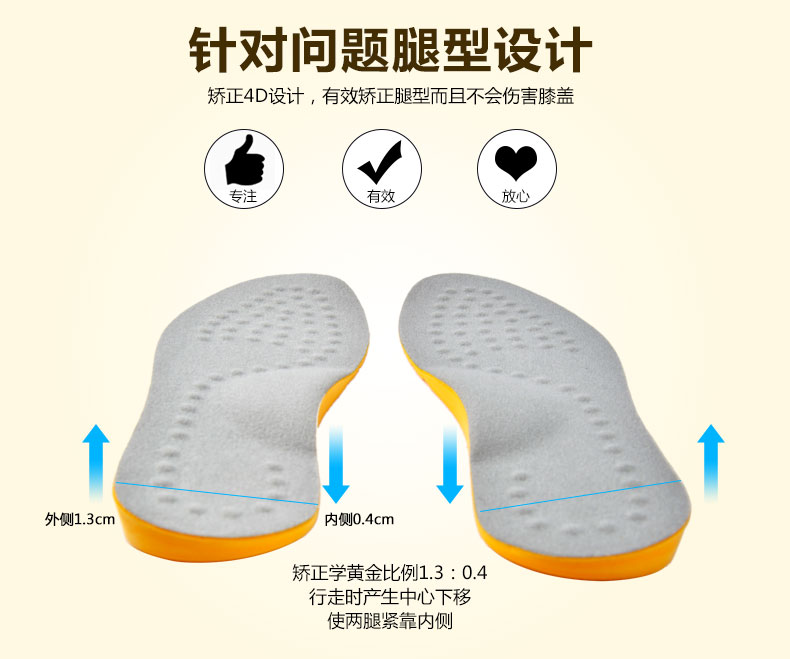 针对问题腿型设计
矫正4D设计，有效矫正腿型而且不会伤害膝盖
专注
有效
放心
外侧1.3cm
内侧0.4cm
矫正学黄金比例1.3：0.4
行走时产生中心下移
使两腿紧靠内侧